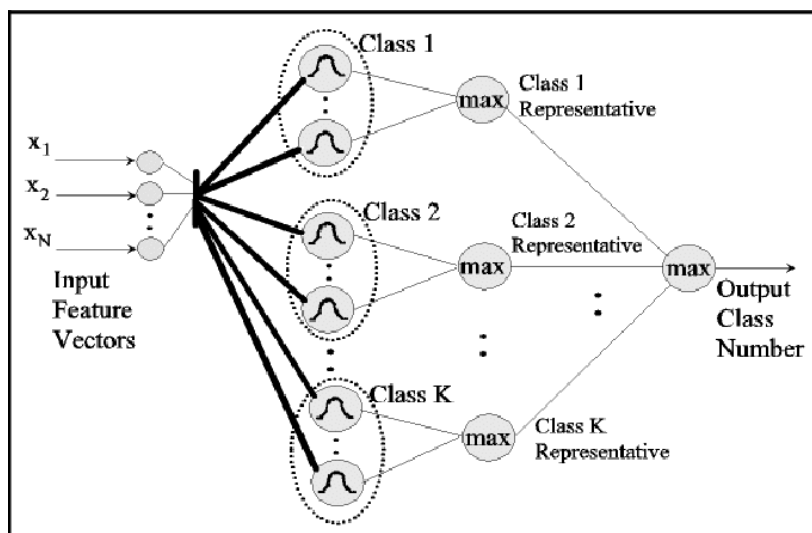 x1
x2
xN
Input
Feature
Vectors
Class 1
Class 2
Class K
max
Class 1
Representative
max
Class 2
Representative
max
Class K
Representative
max
Output
Class
Number